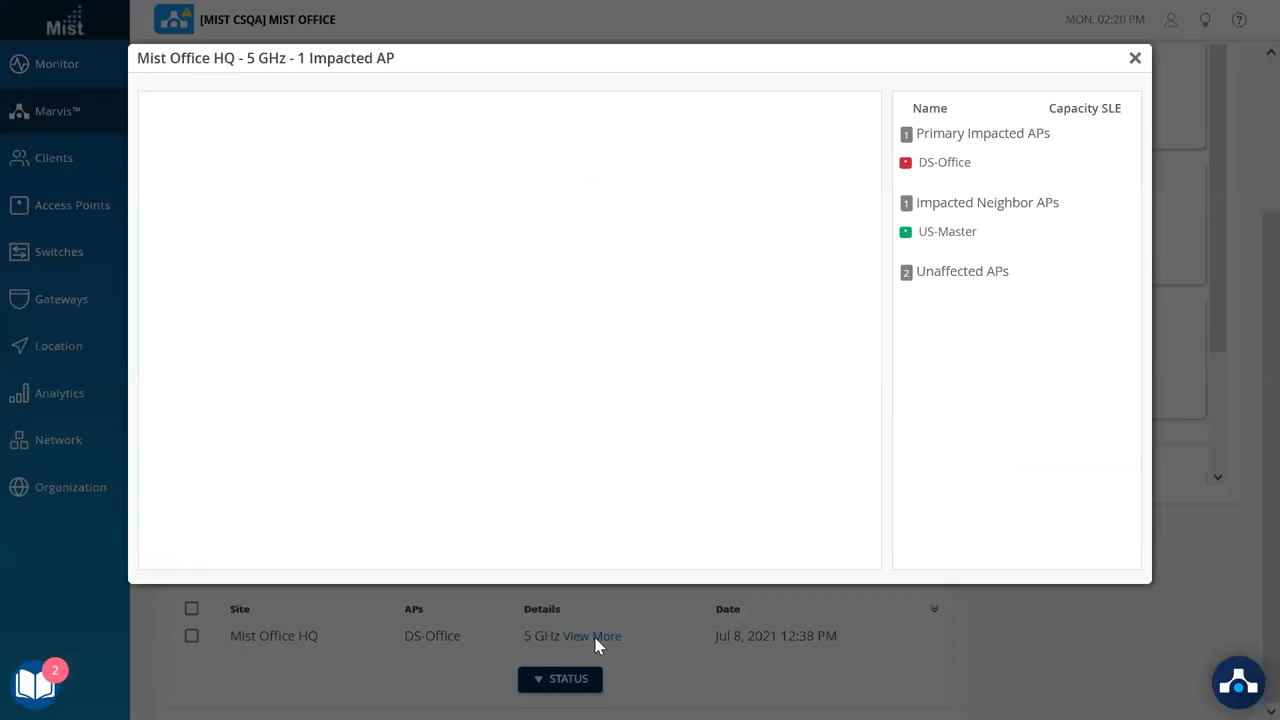 Mist
[MIST CSQA] MIST OFFICE
MON, 02:20 PM
Monitor
Marvis™
Clients
Access Points
Switches
Gateways
Location
Analytics
Network
Organization
2
Mist Office HQ - 5 GHz - 1 Impacted AP
Name Capacity SLE
1 Primary Impacted APs
DS-Office
1 Impacted Neighbor APs
US-Master
2 Unaffected APs
Site APs Details Date
Mist Office HQ DS-Office 5 GHz View More Jul 8, 2021 12:38 PM
STATUS